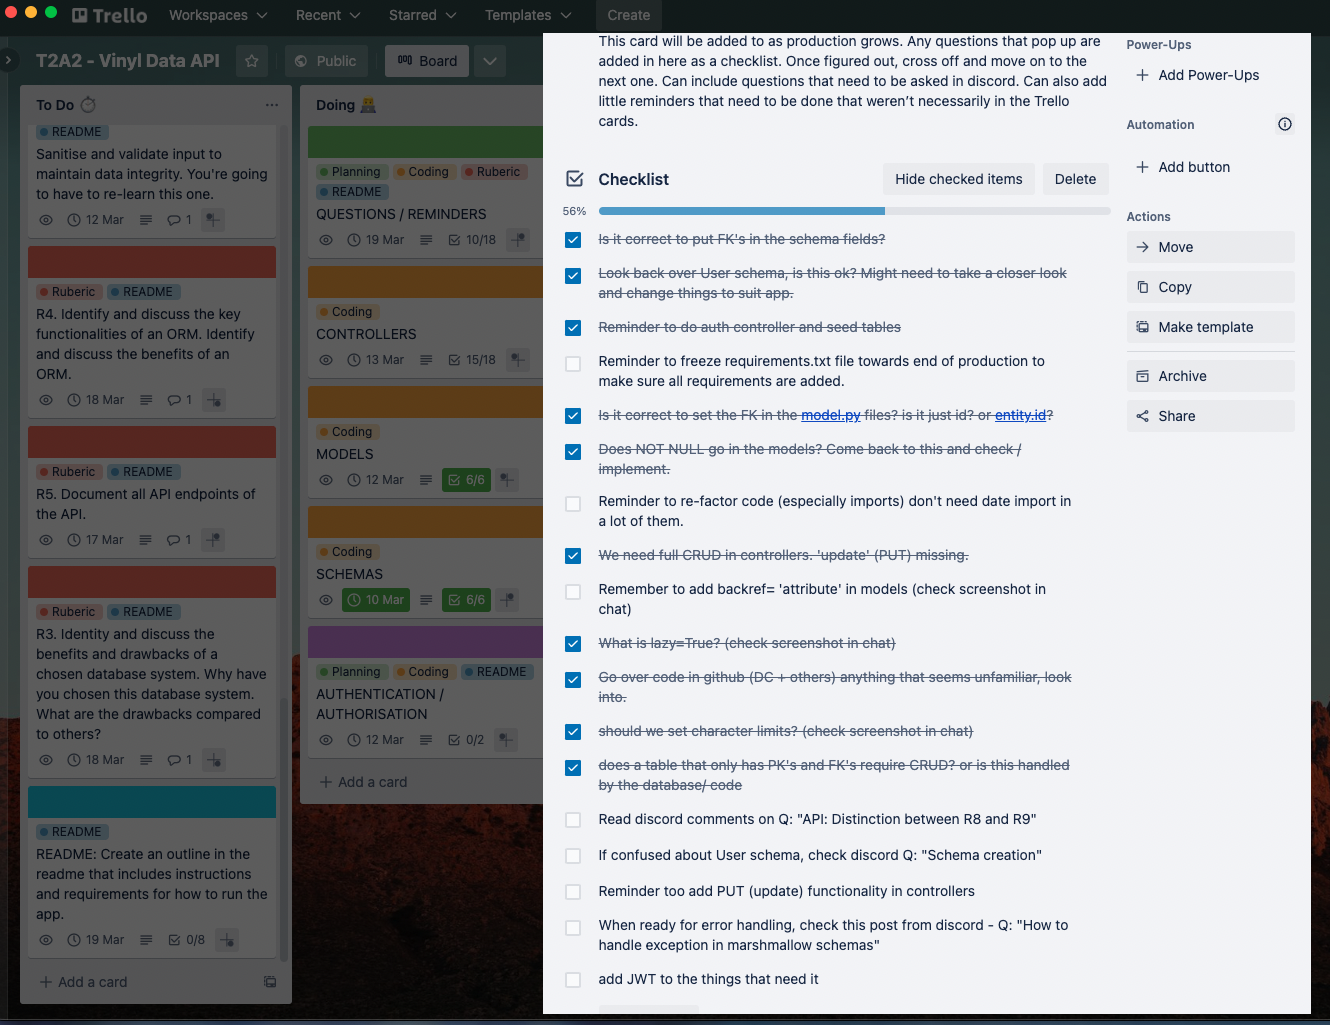 Trello
Workspaces
Recent
Starred
Templates
Create
T2A2 - Vinyl Data API
Public
Board
To Do
README
Sanitise and validate input to
maintain data integrity. You're going
to have to re-learn this one.
12 Mar
1
Ruberic
README
R4. Identify and discuss the key
functionalities of an ORM. Identify
and discuss the benefits of an
ORM.
18 Mar
1
Ruberic
README
R5. Document all API endpoints of
the API.
17 Mar
1
Ruberic
README
R3. Identity and discuss the
benefits and drawbacks of a
chosen database system. Why have
you chosen this database system.
What are the drawbacks compared
to others?
18 Mar
1
README
README: Create an outline in the
readme that includes instructions
and requirements for how to run the
app.
19 Mar
0/8
Add a card
Doing
Planning
Coding
Ruberic
README
QUESTIONS / REMINDERS
19 Mar
10/18
Coding
CONTROLLERS
13 Mar
15/18
Coding
MODELS
12 Mar
6/6
Coding
SCHEMAS
10 Mar
6/6
Planning
Coding
README
AUTHENTICATION /
AUTHORISATION
12 Mar
0/2
Add a card
This card will be added to as production grows. Any questions that pop up are
added in here as a checklist. Once figured out, cross off and move on to the
next one. Can include questions that need to be asked in discord. Can also add
little reminders that need to be done that weren't necessarily in the Trello
cards.
Checklist
Hide checked items
Delete
56%
Is it correct to put FK's in the schema fields?
Look back over User schema, is this ok? Might need to take a closer look
and change things to suit app.
Reminder to do auth controller and seed tables
Reminder to freeze requirements.txt file towards end of production to
make sure all requirements are added.
Is it correct to set the FK in the model.py files? is it just id? or entity.id?
Does NOT NULL go in the models? Come back to this and check /
implement.
Reminder to re-factor code (especially imports) don't need date import in
a lot of them.
We need full CRUD in controllers. 'update' (PUT) missing.
Remember to add backref= 'attribute' in models (check screenshot in
chat)
What is lazy=True? (check screenshot in chat)
Go over code in github (DC + others) anything that seems unfamiliar, look
into.
should we set character limits? (check screenshot in chat)
does a table that only has PK's and FK's require CRUD? or is this handled
by the database/ code
Read discord comments on Q: "API: Distinction between R8 and R9"
If confused about User schema, check discord Q: "Schema creation"
Reminder too add PUT (update) functionality in controllers
When ready for error handling, check this post from discord - Q: "How to
handle exception in marshmallow schemas"
add JWT to the things that need it
Power-Ups
Add Power-Ups
Automation
Add button
Actions
Move
Copy
Make template
Archive
Share